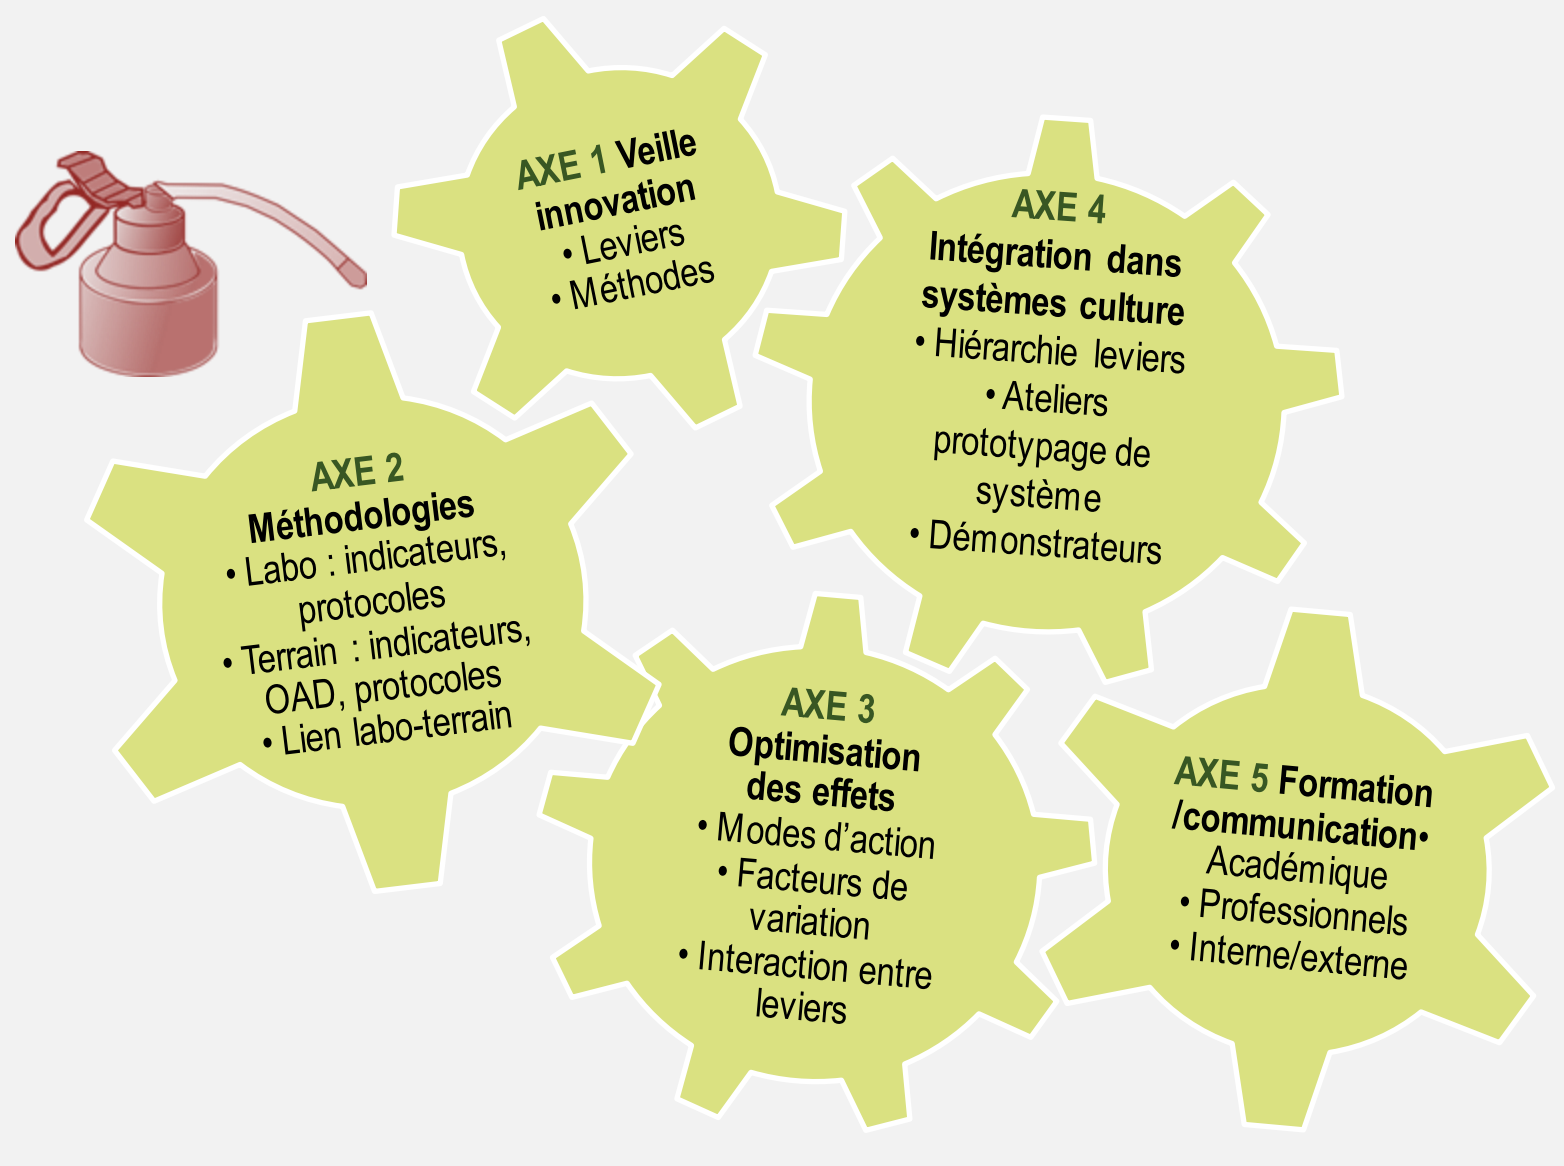 AXE 1 Veille
innovation
• Leviers
• Méthodes
AXE 2
Méthodologies
• Labo : indicateurs,
protocoles
• Terrain : indicateurs,
OAD, protocoles
• Lien labo-terrain
AXE 3
Optimisation
des effets
• Modes d’action
• Facteurs de
variation
• Interaction entre
leviers
AXE 4
Intégration dans
systèmes culture
• Hiérarchie leviers
• Ateliers
prototypage de
système
• Démonstrateurs
AXE 5 Formation
/communication•
Académique
• Professionnels
• Interne/externe